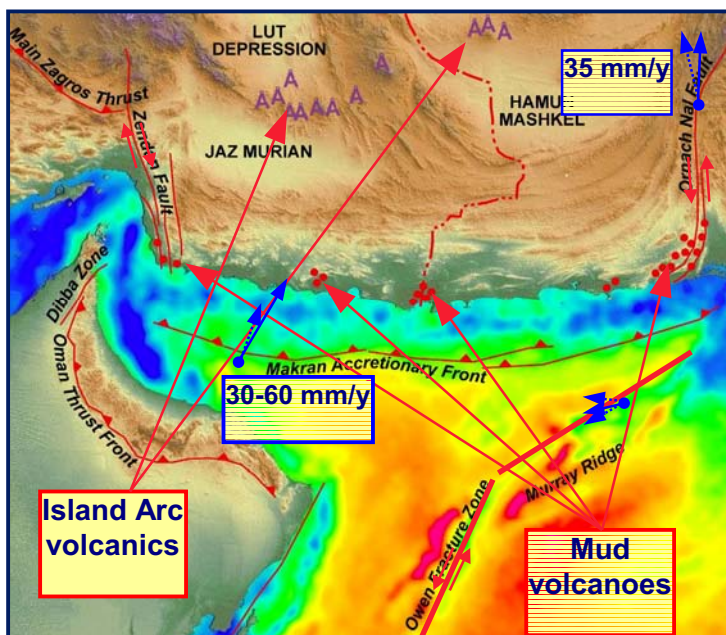 LUT
DEPRESSION
A A A
35 mm/y
Main Zagros Thrust
A
A A A
A
HAMUN
MASHKEL
A A A A A
Zendan Fault
JAZ MURIAN
Ornach Nal Fault
Dibba Zone
Oman Thrust Front
Makran Accretionary Front
30-60 mm/y
Murray Ridge
Owen Fracture Zone
Island Arc
volcanics
Mud
volcanoes